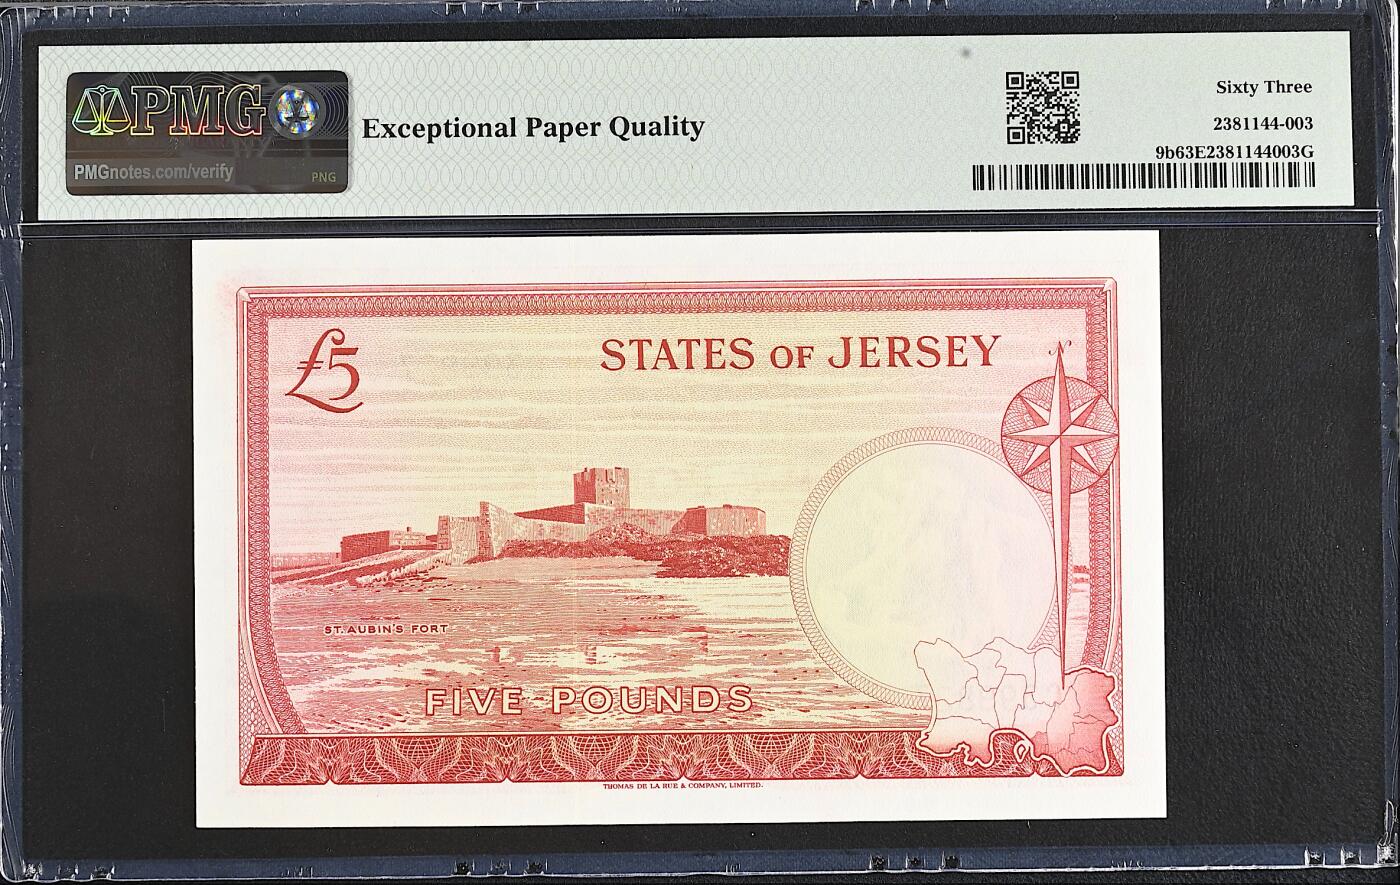 PMG
PMGnotes.com/verify
PNG
Exceptional Paper Quality
Sixty Three
2381144-003
9b63E2381144003G
£5
STATES OF JERSEY
N
ST. AUBIN'S FORT
FIVE POUNDS
THOMAS DE LA RUE & COMPANY, LIMITED.